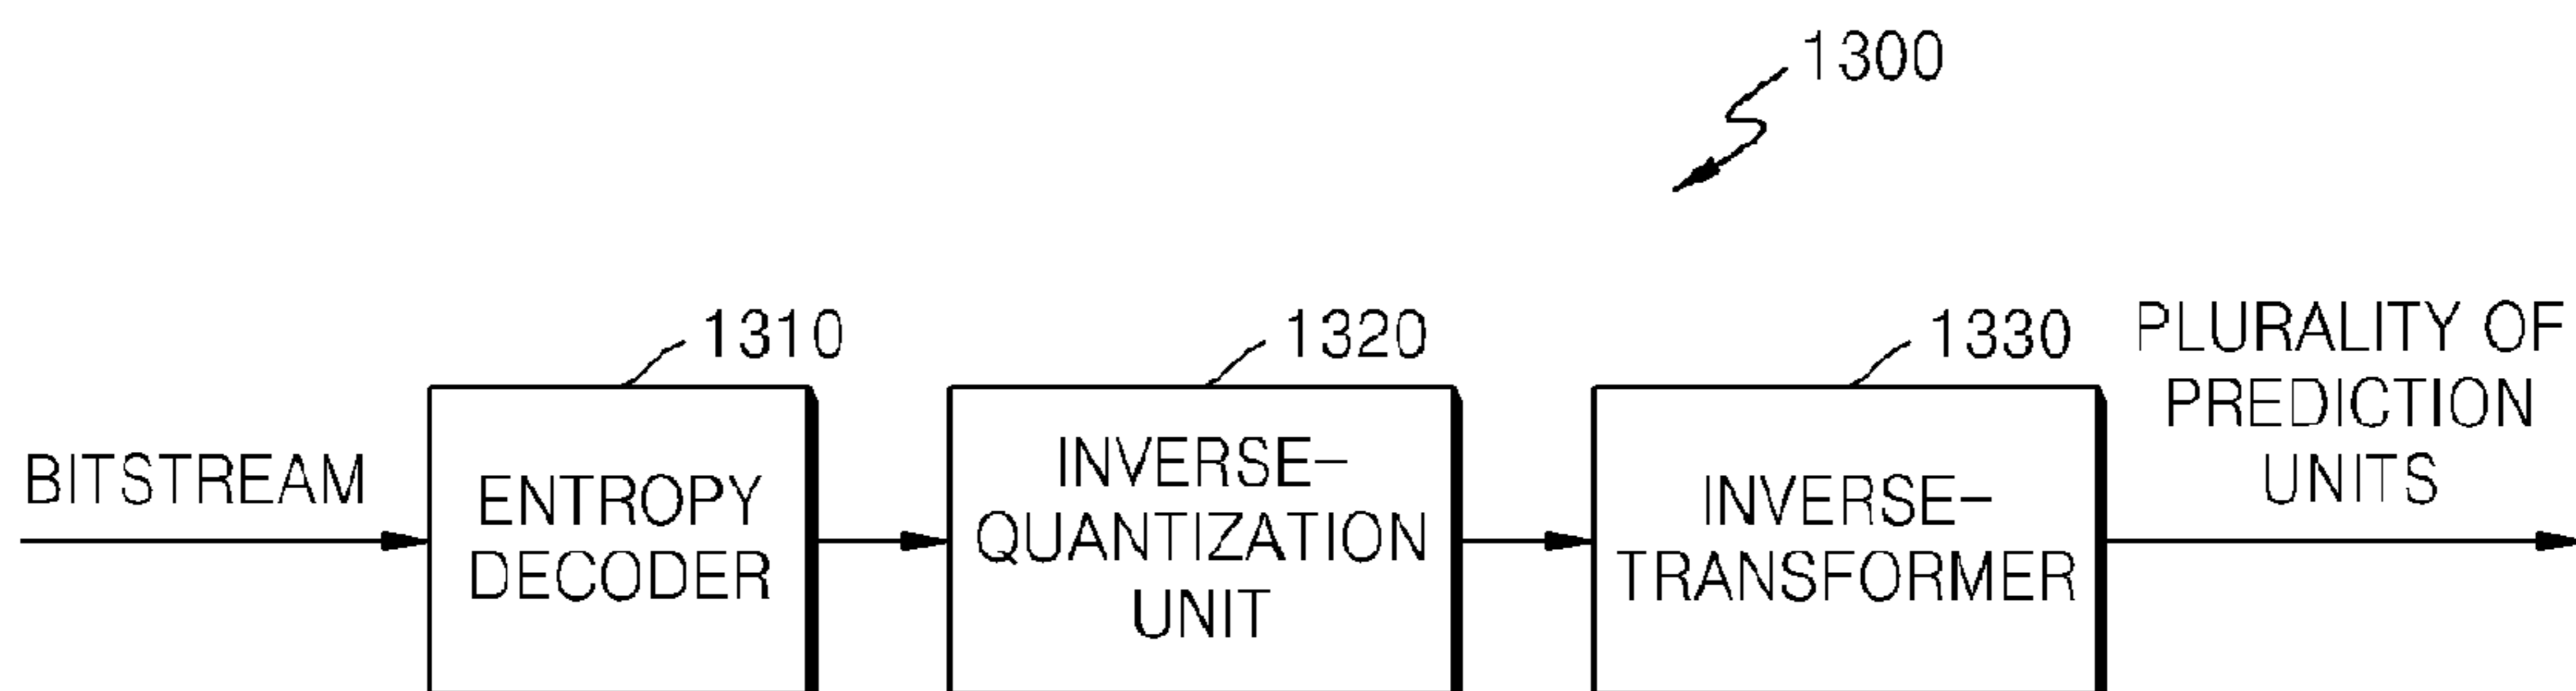 1300
1310
1320
1330
PLURALITY OF
PREDICTION
UNITS
BITSTREAM
ENTROPY
DECODER
INVERSE-
QUANTIZATION
UNIT
INVERSE-
TRANSFORMER